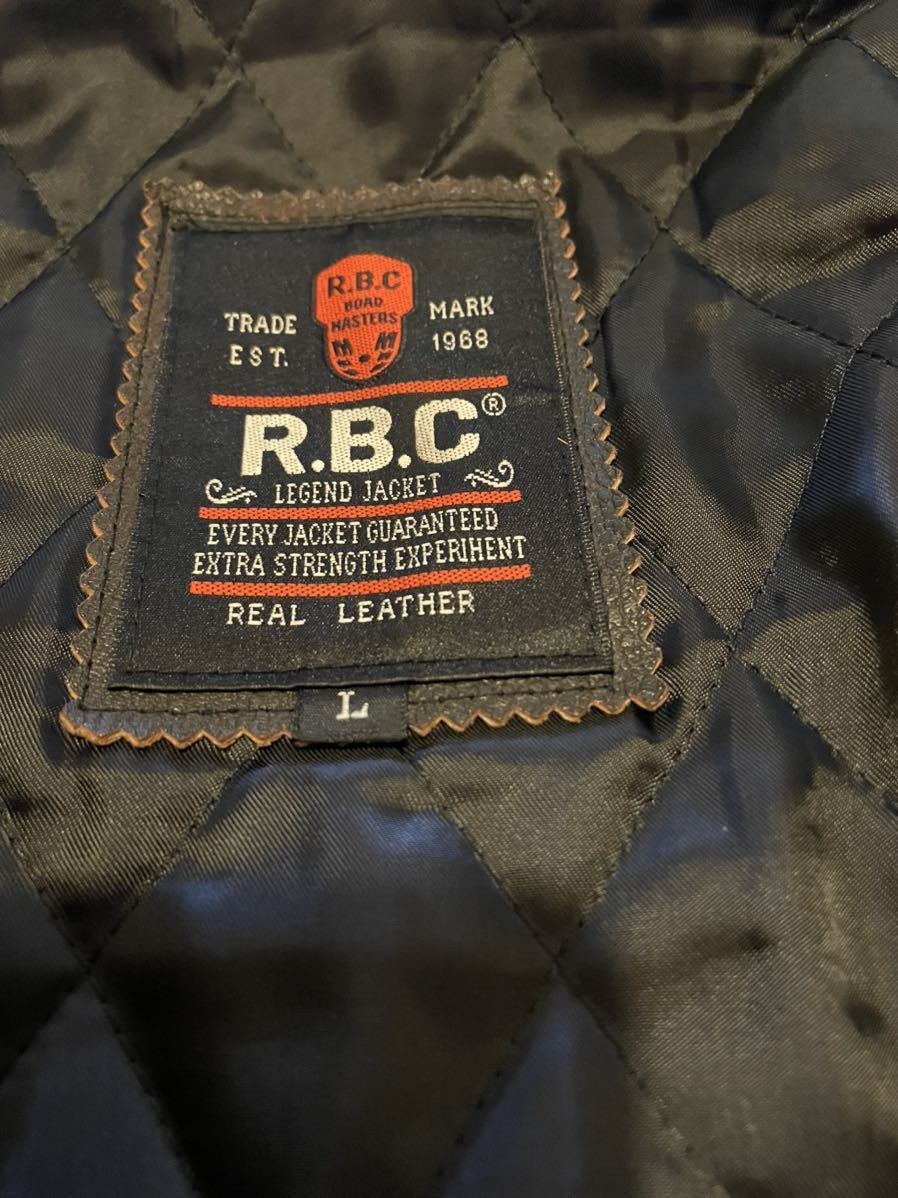 R.B.C
ROAD
MASTERS
TRADE MARK
EST. 1968
R.B.C®
LEGEND JACKET
EVERY JACKET GUARANTEED
EXTRA STRENGTH EXPERIHENT
REAL LEATHER
L